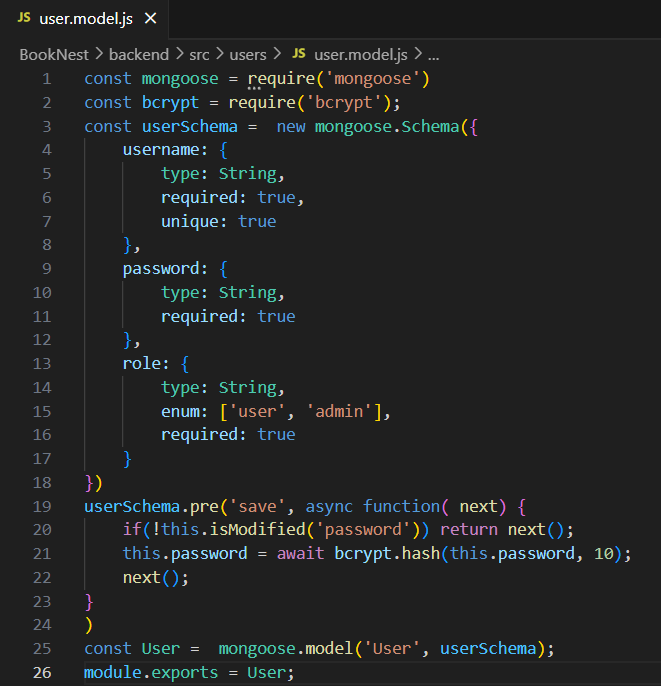 JS user.model.js ×
BookNest > backend > src > users > JS user.model.js > ...
1 const mongoose = require('mongoose')
2 const bcrypt = require('bcrypt');
3 const userSchema =  new mongoose.Schema({
4     username: {
5         type: String,
6         required: true,
7         unique: true
8     },
9     password: {
10         type: String,
11         required: true
12     },
13     role: {
14         type: String,
15         enum: ['user', 'admin'],
16         required: true
17     }
18 })
19 userSchema.pre('save', async function( next) {
20     if(!this.isModified('password')) return next();
21     this.password = await bcrypt.hash(this.password, 10);
22     next();
23 }
24 )
25 const User =  mongoose.model('User', userSchema);
26 module.exports = User;